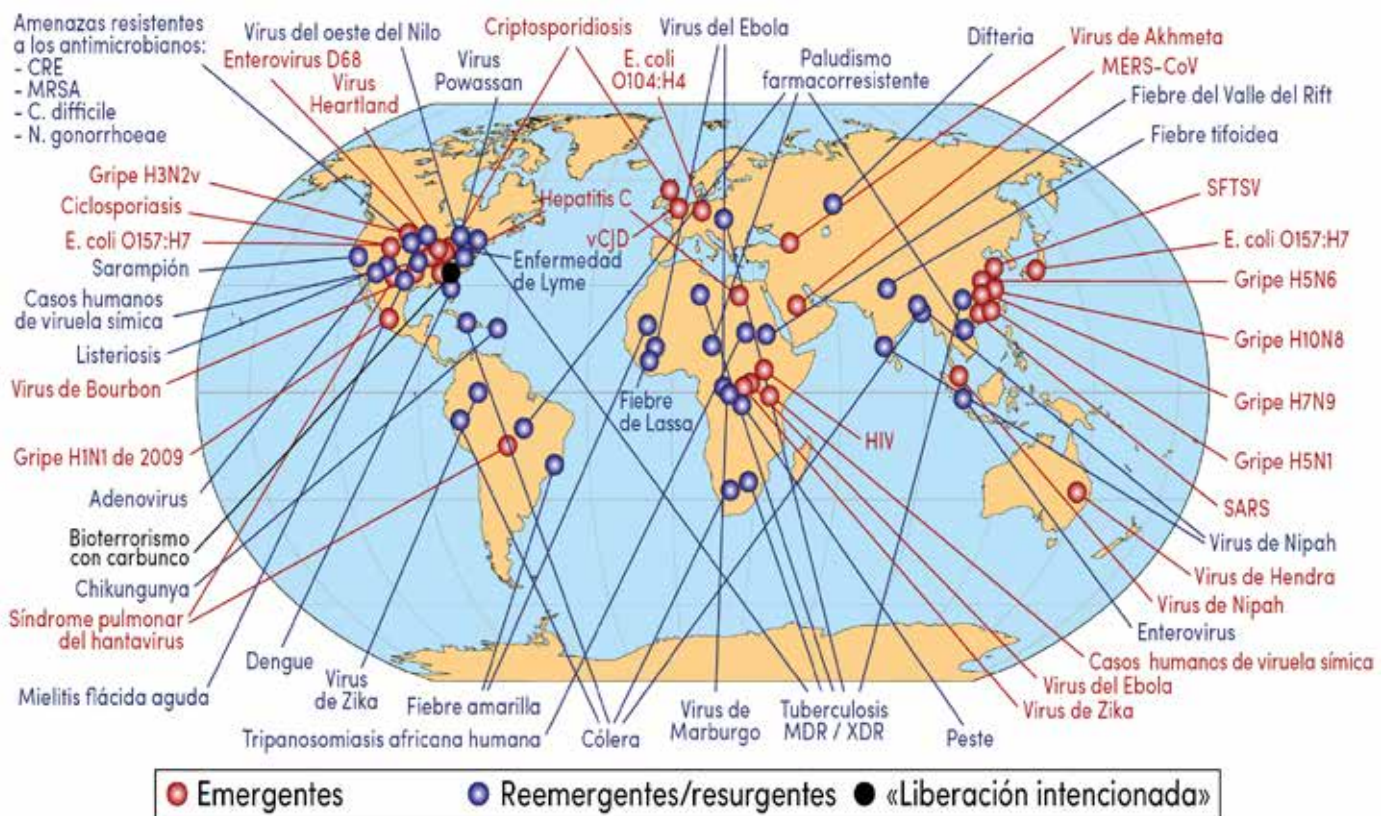 Amenazas resistentes
a los antimicrobianos:
- CRE
- MRSA
- C. difficile
- N. gonorrhoeae
Virus del oeste del Nilo
Enterovirus D68
Virus
Heartland
Virus
Powassan
Criptosporidiosis
E. coli
O104:H4
Virus del Ebola
Paludismo
farmacorresistente
Difteria
Virus de Akhmeta
MERS-CoV
Fiebre del Valle del Rift
Fiebre tifoidea
SFTSV
E. coli O157:H7
Gripe H5N6
Gripe H10N8
Gripe H7N9
Gripe H5N1
SARS
Virus de Nipah
Virus de Hendra
Virus de Nipah
Enterovirus
Casos humanos de viruela símica
Virus del Ebola
Virus de Zika
Gripe H3N2v
Ciclosporiasis
E. coli O157:H7
Sarampión
Casos humanos
de viruela símica
Listeriosis
Virus de Bourbon
Gripe H1N1 de 2009
Adenovirus
Bioterrorismo
con carbunco
Chikungunya
Síndrome pulmonar
del hantavirus
Mielitis flácida aguda
Hepatitis C
vCJD
Enfermedad
de Lyme
Fiebre
de Lassa
HIV
Dengue
Virus
de Zika
Fiebre amarilla
Tripanosomiasis africana humana
Cólera
Virus de
Marburgo
Tuberculosis
MDR / XDR
Peste
Emergentes
Reemergentes/resurgentes
«Liberación intencionada»